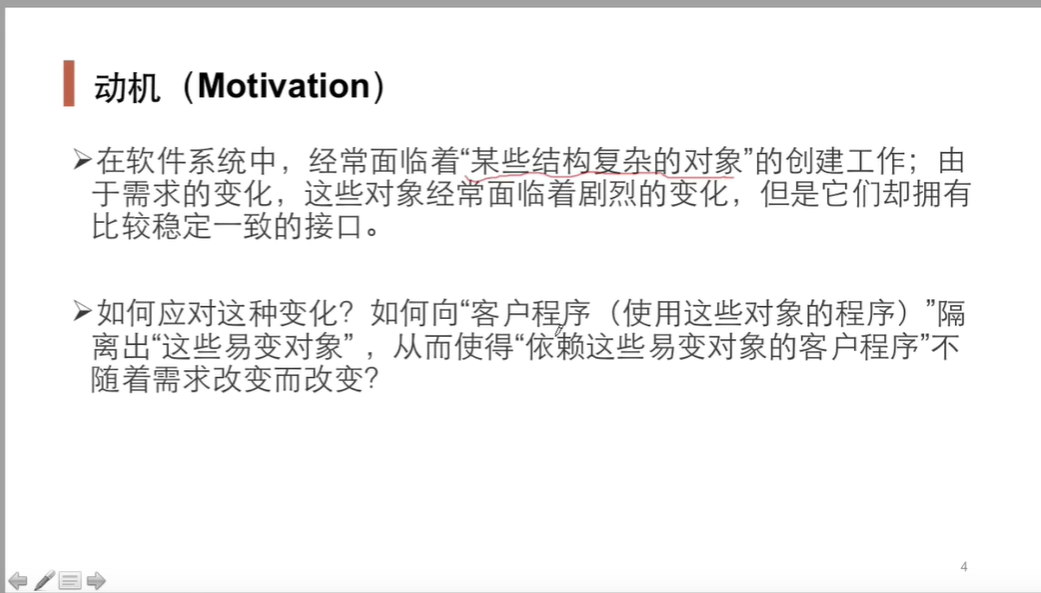 动机（Motivation）
➢在软件系统中，经常面临着“某些结构复杂的对象”的创建工作；由
于需求的变化，这些对象经常面临着剧烈的变化，但是它们却拥有
比较稳定一致的接口。
➢如何应对这种变化？如何向“客户程序（使用这些对象的程序）”隔
离出“这些易变对象”，从而使得“依赖这些易变对象的客户程序”不
随着需求改变而改变？
4